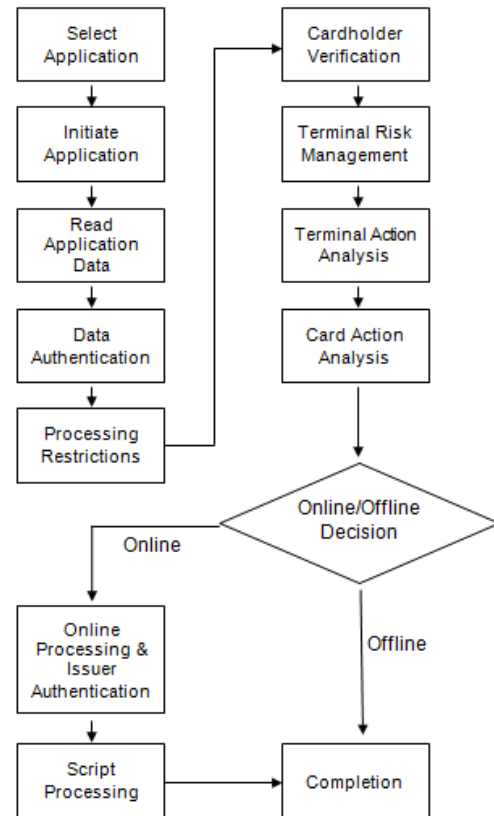 Select
Application
Initiate
Application
Read
Application
Data
Data
Authentication
Processing
Restrictions
Cardholder
Verification
Terminal Risk
Management
Terminal Action
Analysis
Card Action
Analysis
Online/Offline
Decision
Online
Offline
Online
Processing &
Issuer
Authentication
Script
Processing
Completion